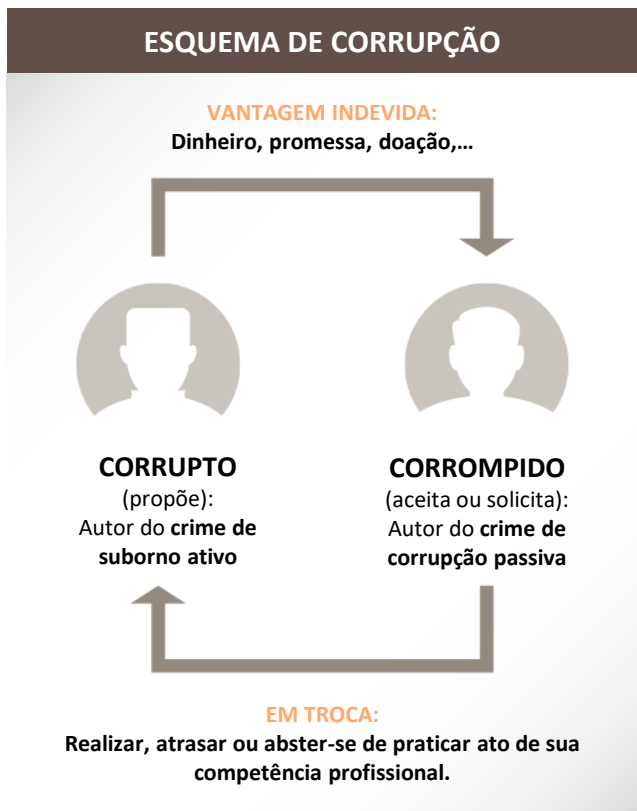 ESQUEMA DE CORRUPÇÃO
VANTAGEM INDEVIDA:
Dinheiro, promessa, doação,...
CORRUPTO
(propõe):
Autor do crime de
suborno ativo
CORROMPIDO
(aceita ou solicita):
Autor do crime de
corrupção passiva
EM TROCA:
Realizar, atrasar ou abster-se de praticar ato de sua
competência profissional.